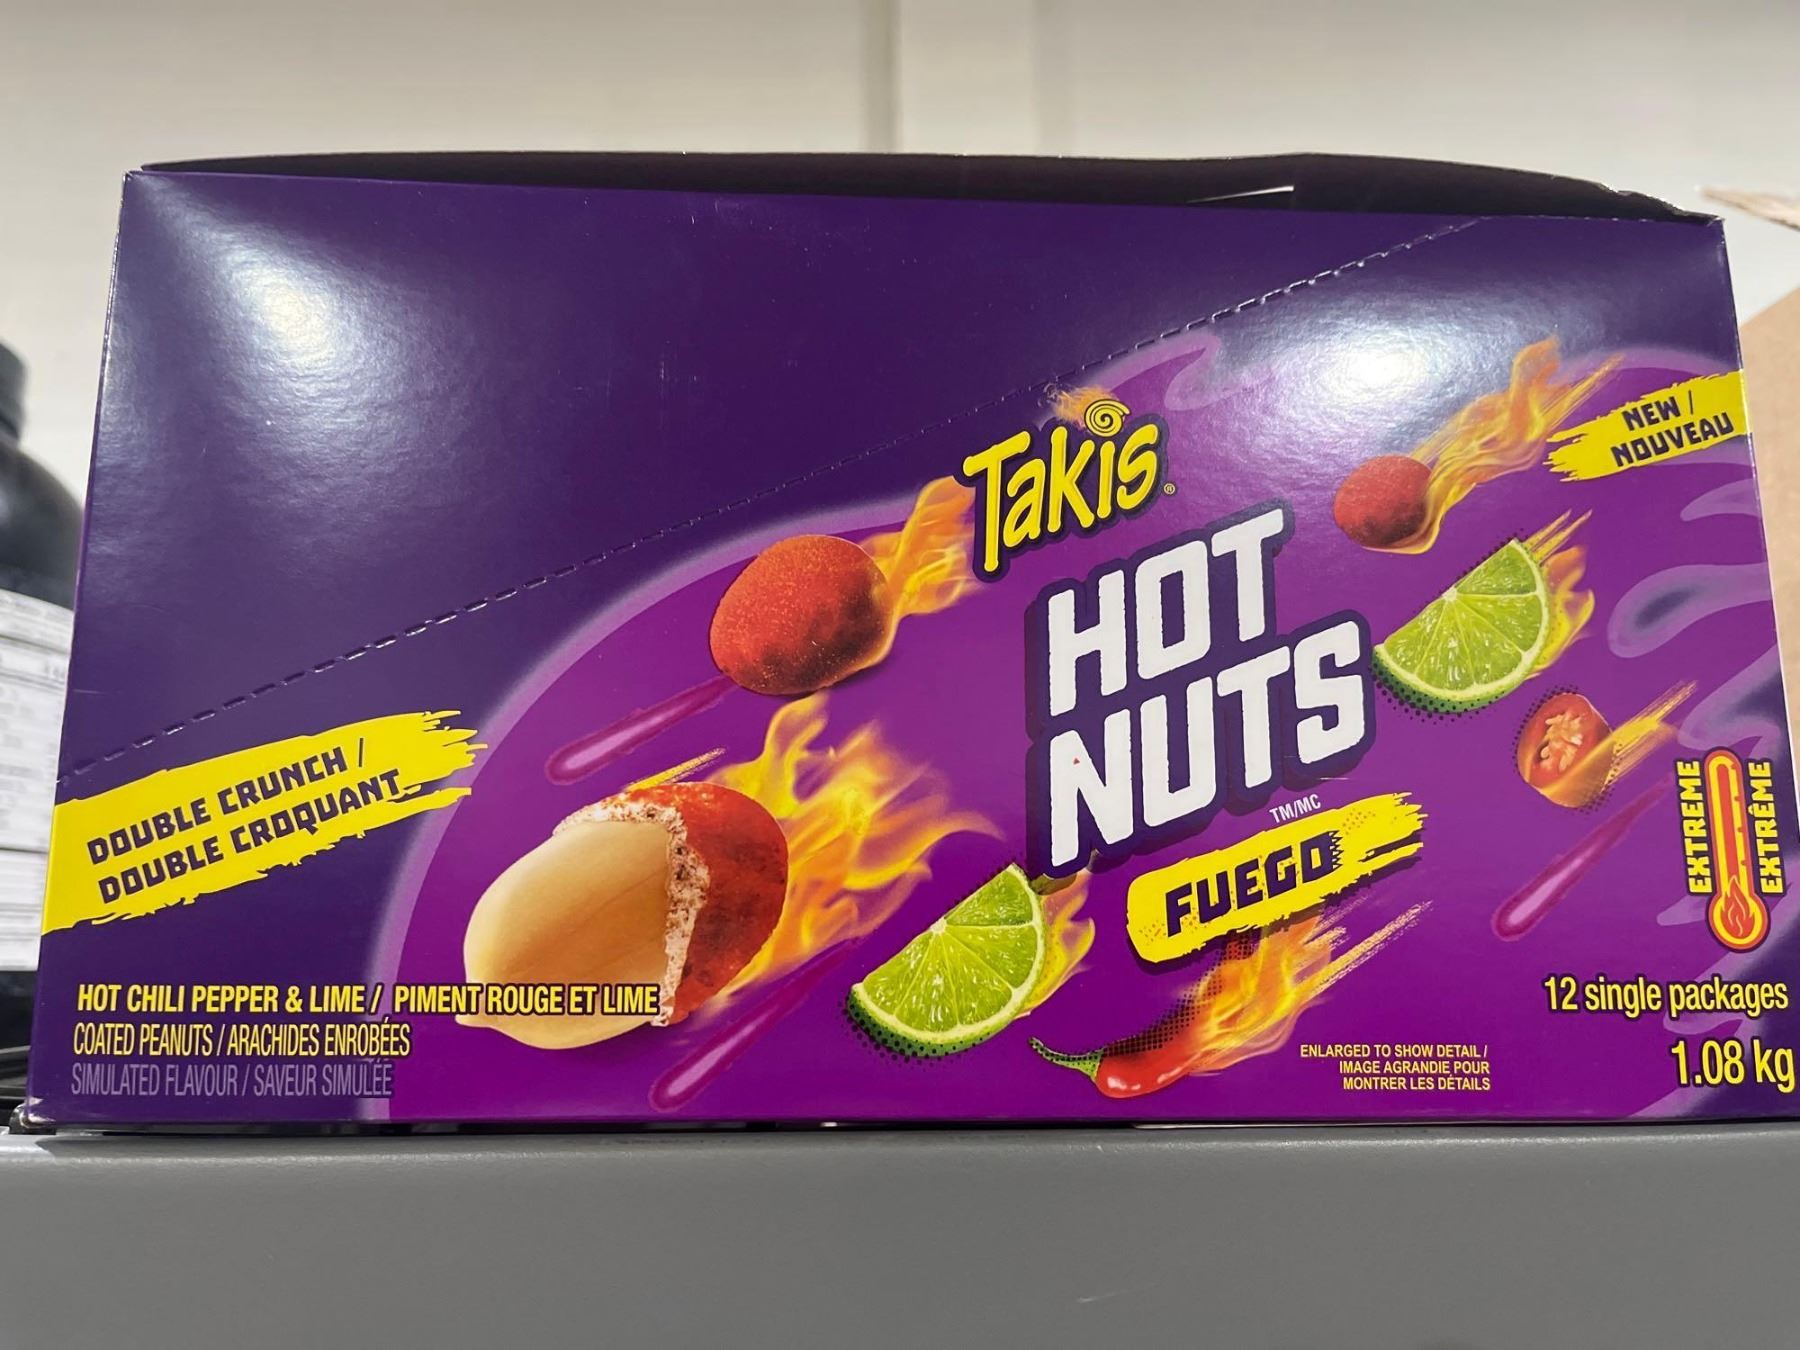 Takis®
HOT
NUTS
TM/MC
FUEGO
NEW /
NOUVEAU
DOUBLE CRUNCH /
DOUBLE CROQUANT
EXTREME
EXTRÊME
HOT CHILI PEPPER & LIME / PIMENT ROUGE ET LIME
COATED PEANUTS / ARACHIDES ENROBÉES
SIMULATED FLAVOUR / SAVEUR SIMULÉE
ENLARGED TO SHOW DETAIL /
IMAGE AGRANDIE POUR
MONTRER LES DÉTAILS
12 single packages
1.08 kg